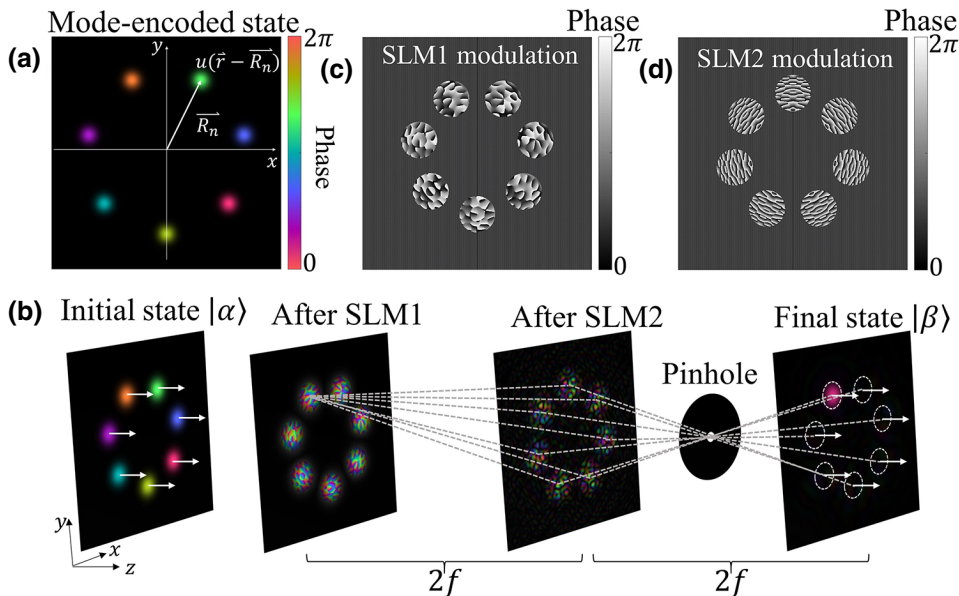 Mode-encoded state
(a)
y
2π
u(r⃗ − R⃗ₙ)
R⃗ₙ
x
0
Phase
Phase
(c)
SLM1 modulation
2π
0
Phase
(d)
SLM2 modulation
2π
0
(b)
Initial state |α⟩
After SLM1
After SLM2
Pinhole
Final state |β⟩
y
x
z
2f
2f